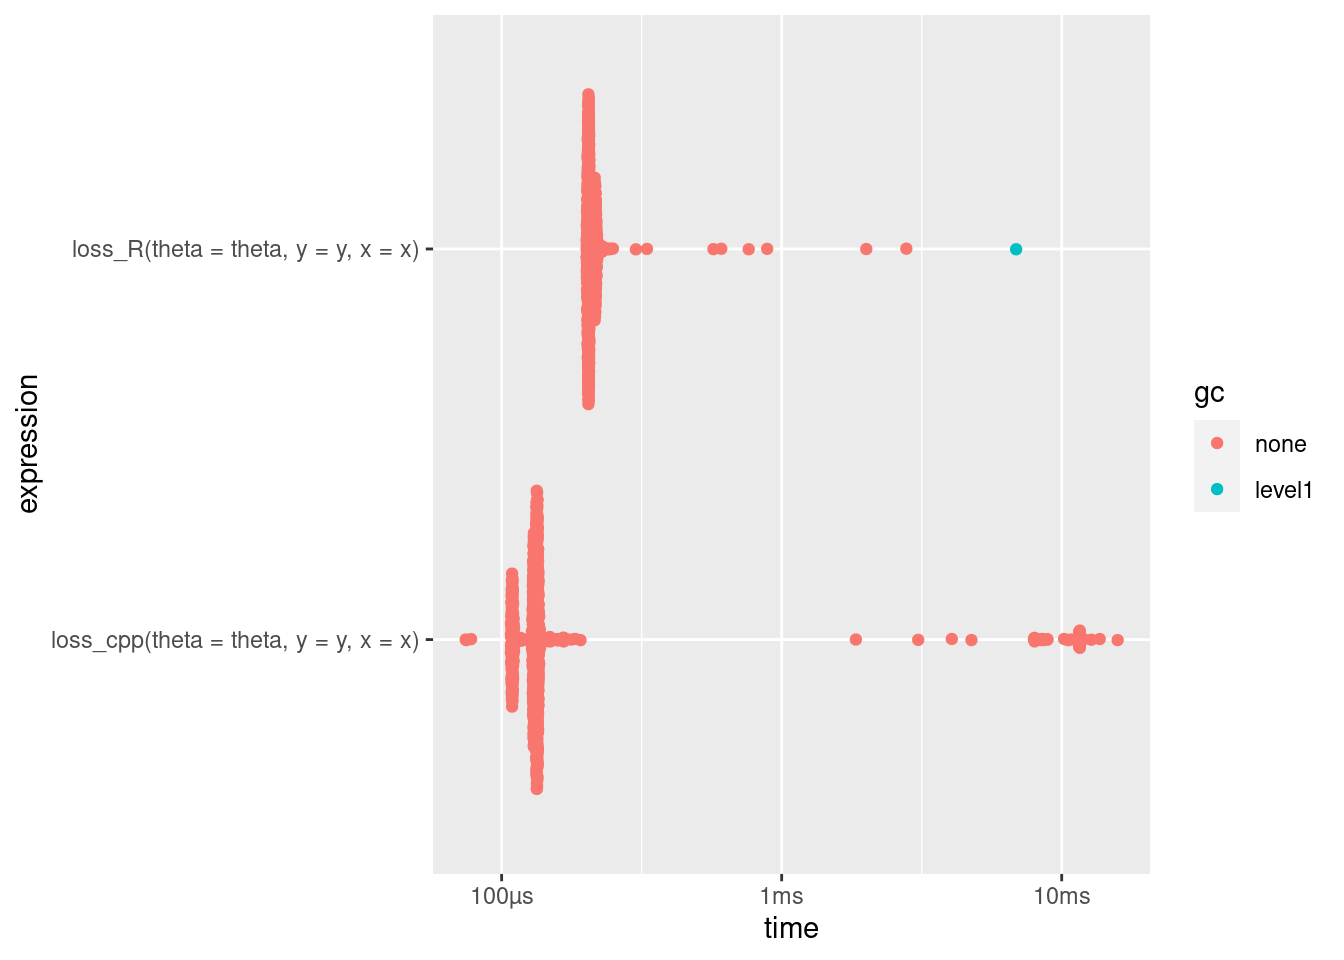 loss_R(theta = theta, y = y, x = x)
loss_cpp(theta = theta, y = y, x = x)
expression
100µs
1ms
10ms
time
gc
none
level1